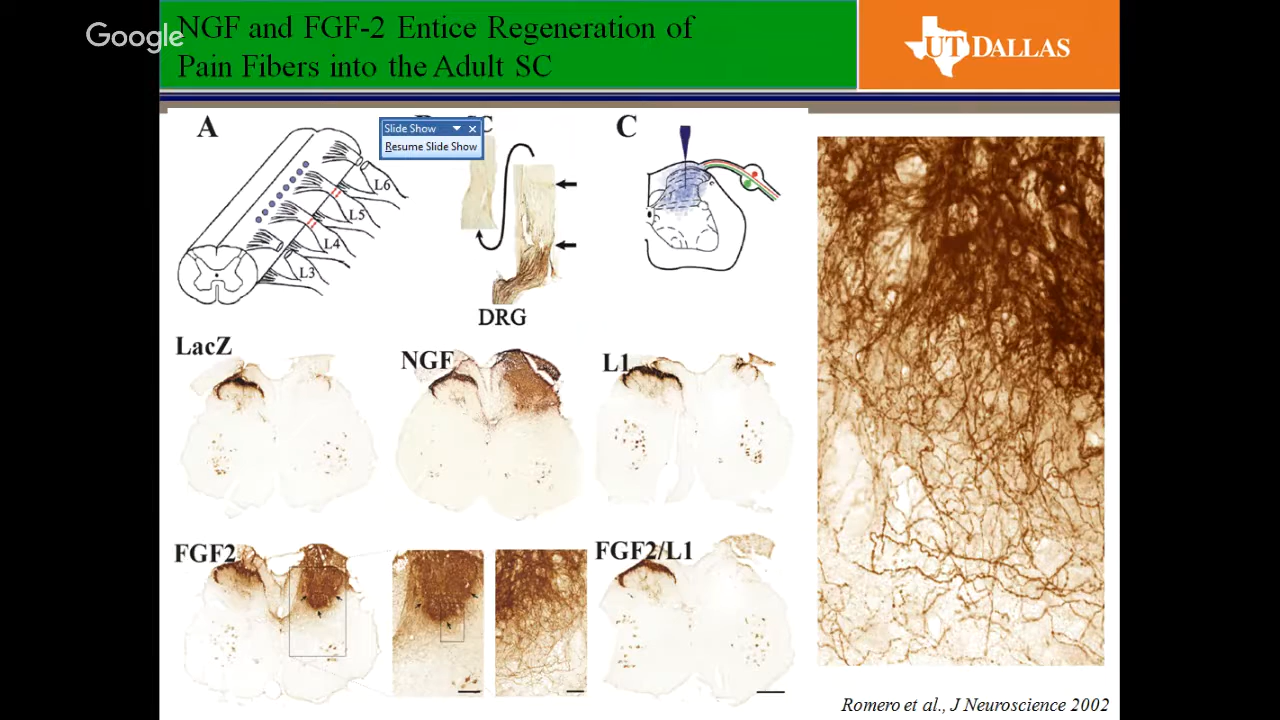 Google
NGF and FGF-2 Entice Regeneration of
Pain Fibers into the Adult SC
UT DALLAS
A
Slide Show
Resume Slide Show
C
L6
L5
L4
L3
DRG
LacZ
NGF
L1
FGF2
FGF2/L1
Romero et al., J Neuroscience 2002